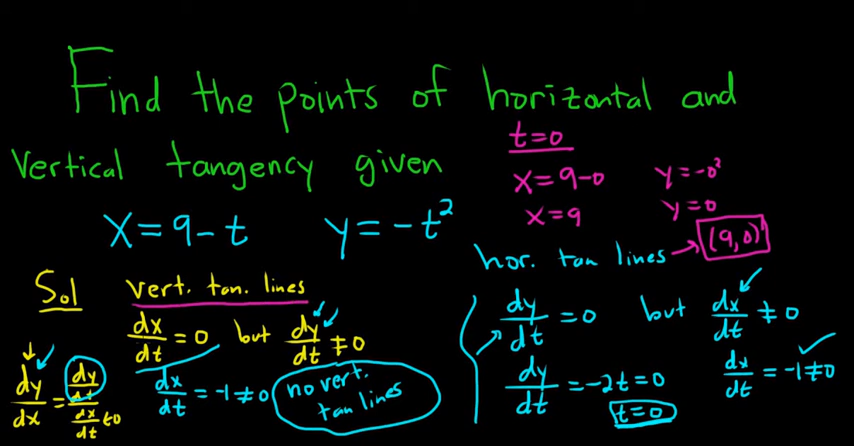 Find the points of horizontal and
vertical tangency given
x = 9 - t    y = -t²
t=0
x = 9-0    y = -0²
x = 9    y = 0
hor. tan lines → (9,0)
Sol    vert. tan. lines
dx/dt = 0 but dy/dt ≠ 0
dy/dx = (dy/dt)/(dx/dt) ≠0
dx/dt = -1 ≠ 0    no vert. tan lines
dy/dt = 0 but dx/dt ≠ 0
dy/dt = -2t = 0    dx/dt = -1 ≠ 0
t=0